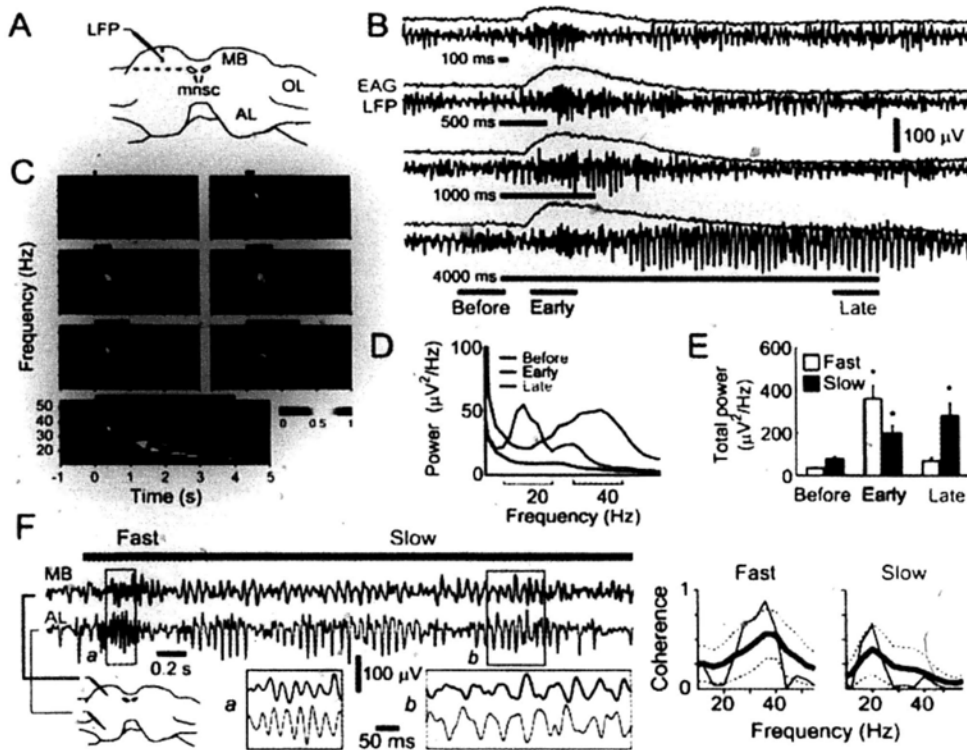 A
LFP
MB
mnsc
OL
AL
B
100 ms
EAG
LFP
500 ms
100 µV
1000 ms
4000 ms
Before Early Late
C
Frequency (Hz)
50
40
30
20
0 0.5 1
-1 0 1 2 3 4 5
Time (s)
D
Before
Early
Late
Power (µV²/Hz)
100
50
0
20 40
Frequency (Hz)
E
Fast
Slow
Total power
(µV²/Hz)
600
400
200
0
Before Early Late
F
Fast Slow
MB
AL
a
0.2 s
100 µV
b
a
50 ms
b
Fast Slow
Coherence
1
0
20 40 20 40
Frequency (Hz)